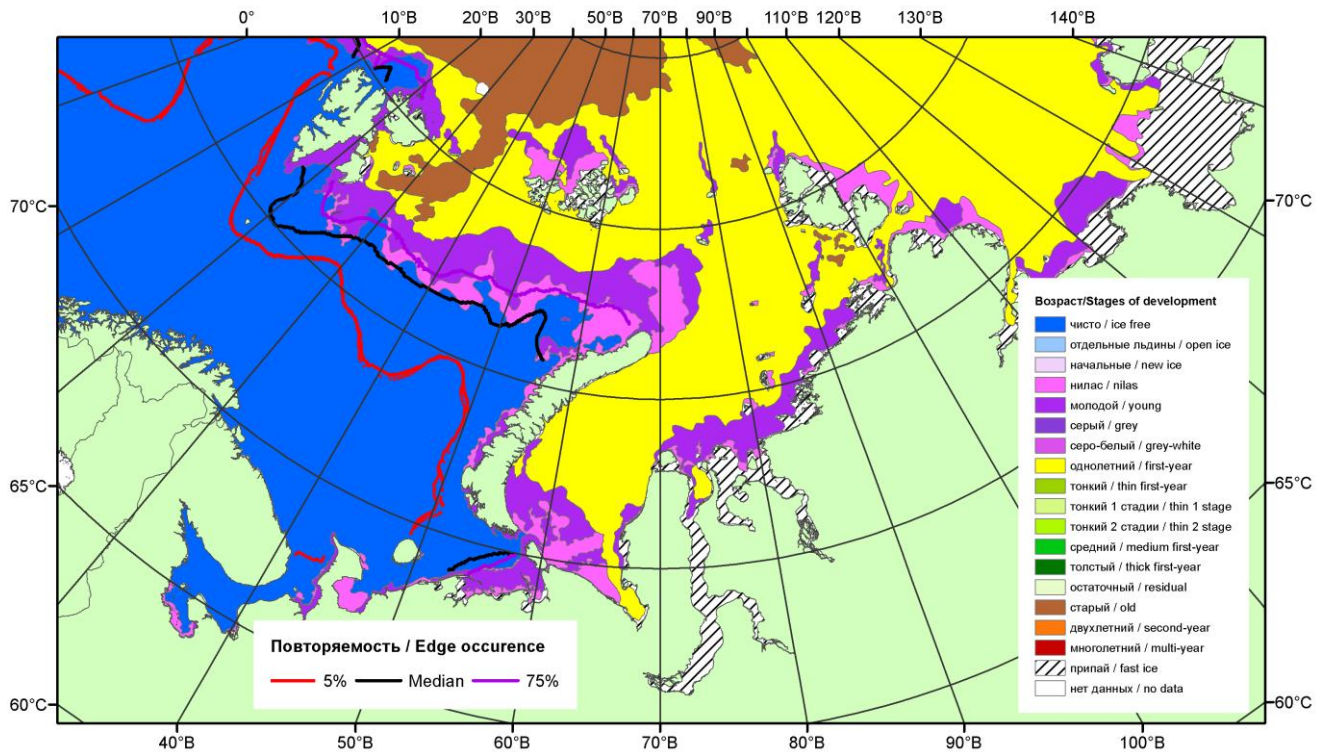 0° 10°B 20°B 30°B 50°B 70°B 90°B 110°B 120°B 130°B 140°B
70°C 70°C
Возраст/Stages of development
чисто / ice free
отдельные льдины / open ice
начальные / new ice
нилас / nilas
молодой / young
серый / grey
серо-белый / grey-white
однолетний / first-year
тонкий / thin first-year
тонкий 1 стадии / thin 1 stage
тонкий 2 стадии / thin 2 stage
средний / medium first-year
толстый / thick first-year
остаточный / residual
старый / old
двухлетний / second-year
многолетний / multi-year
припай / fast ice
нет данных / no data
65°C 65°C
Повторяемость / Edge occurence
5% Median 75%
60°C 60°C
40°B 50°B 60°B 70°B 80°B 90°B 100°B